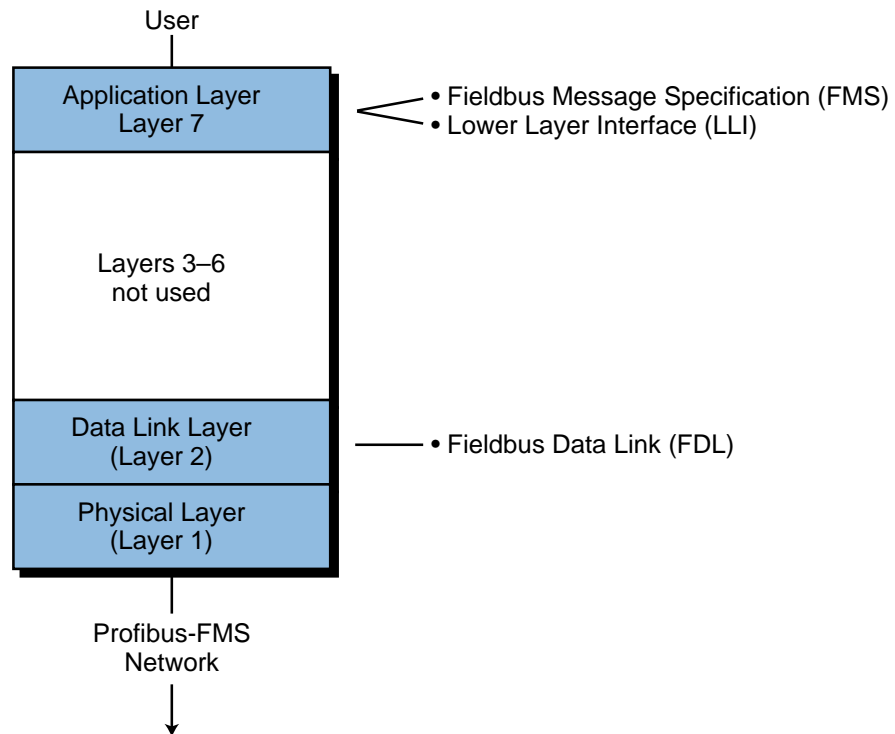 User
Application Layer
Layer 7
• Fieldbus Message Specification (FMS)
• Lower Layer Interface (LLI)
Layers 3–6
not used
Data Link Layer
(Layer 2)
• Fieldbus Data Link (FDL)
Physical Layer
(Layer 1)
Profibus-FMS
Network